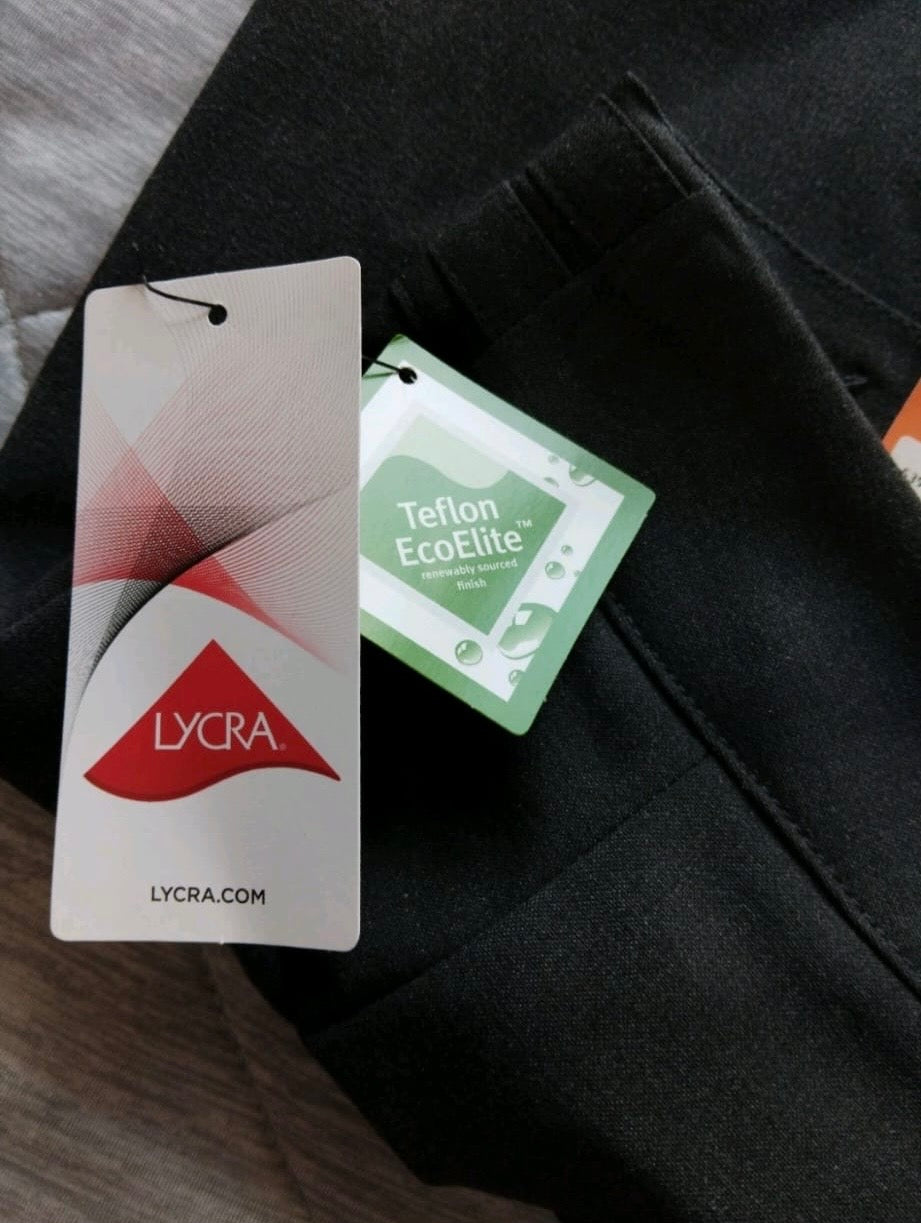 LYCRA®
LYCRA.COM
Teflon
EcoElite™
renewably sourced
finish